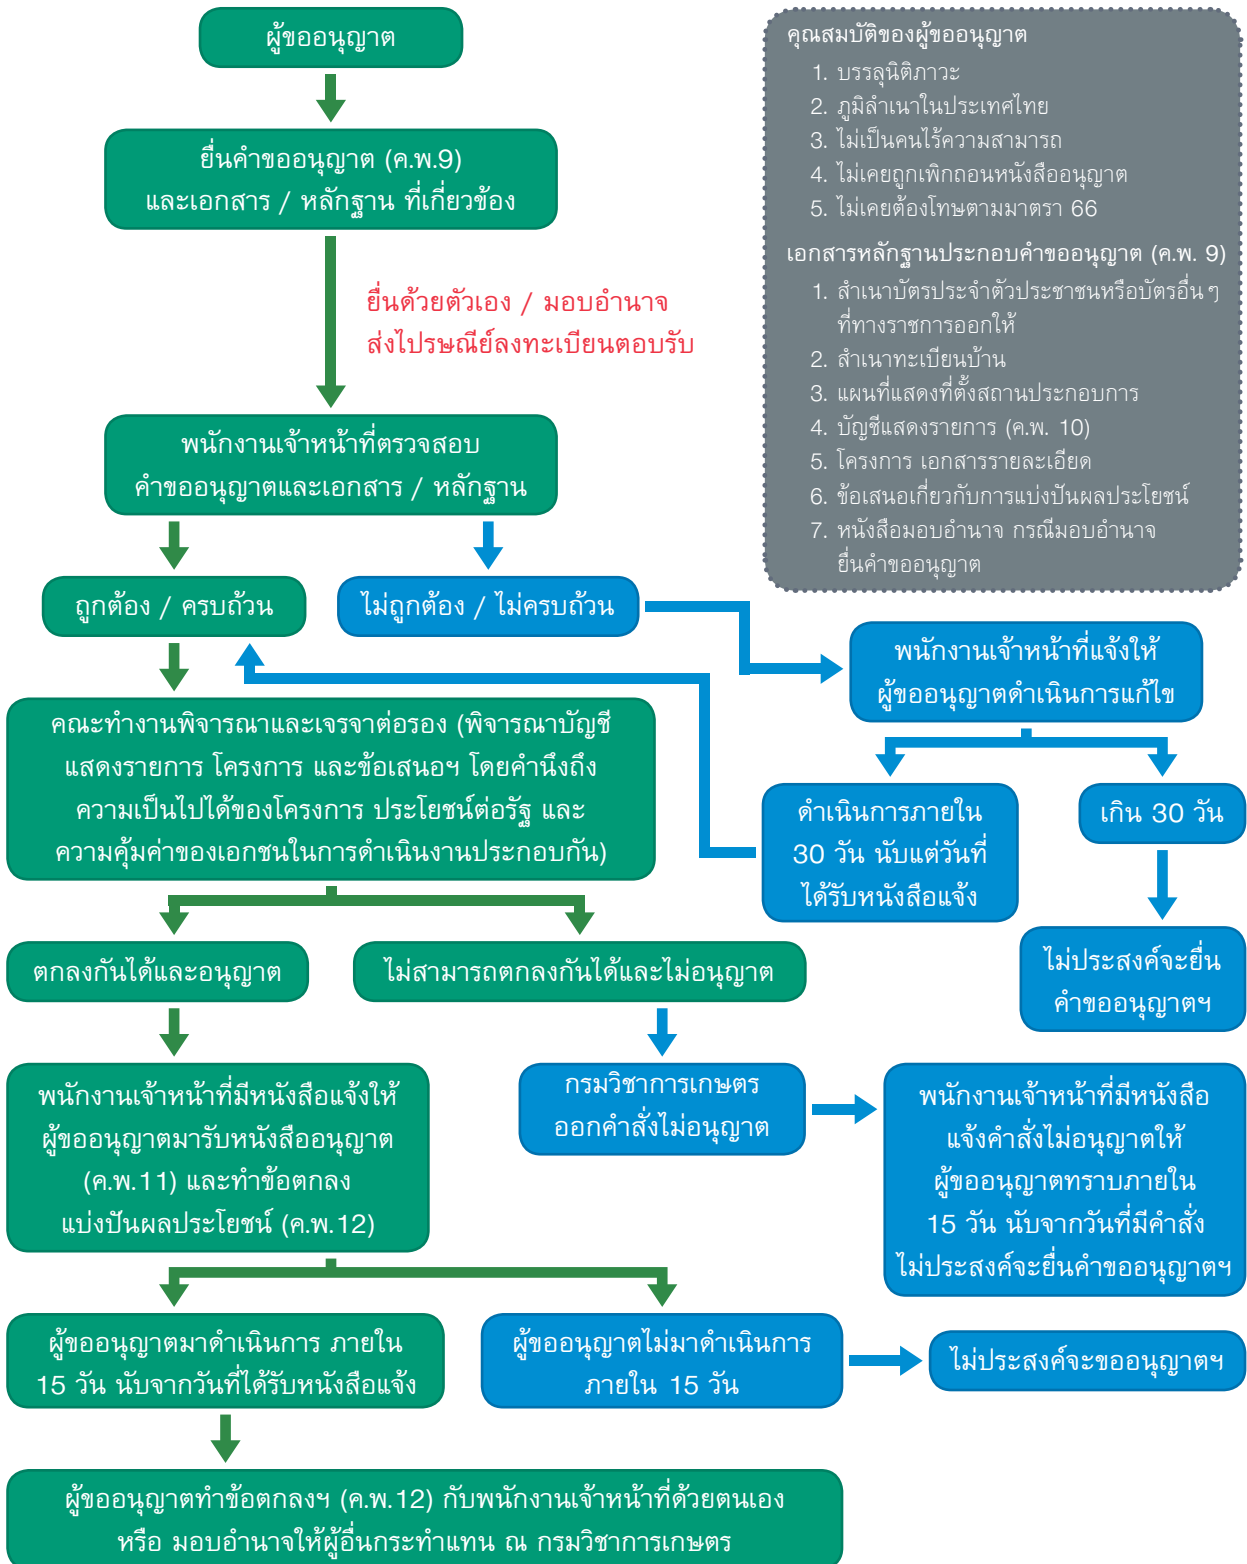 ผู้ขออนุญาต
ยื่นคำขออนุญาต (ค.พ.9)
และเอกสาร / หลักฐาน ที่เกี่ยวข้อง
ยื่นด้วยตัวเอง / มอบอำนาจ
ส่งไปรษณีย์ลงทะเบียนตอบรับ
คุณสมบัติของผู้ขออนุญาต
1. บรรลุนิติภาวะ
2. ภูมิลำเนาในประเทศไทย
3. ไม่เป็นคนไร้ความสามารถ
4. ไม่เคยถูกเพิกถอนหนังสืออนุญาต
5. ไม่เคยต้องโทษตามมาตรา 66
เอกสารหลักฐานประกอบคำขออนุญาต (ค.พ. 9)
1. สำเนาบัตรประจำตัวประชาชนหรือบัตรอื่น ๆ
ที่ทางราชการออกให้
2. สำเนาทะเบียนบ้าน
3. แผนที่แสดงที่ตั้งสถานประกอบการ
4. บัญชีแสดงรายการ (ค.พ. 10)
5. โครงการ เอกสารรายละเอียด
6. ข้อเสนอเกี่ยวกับการแบ่งปันผลประโยชน์
7. หนังสือมอบอำนาจ กรณีมอบอำนาจ
ยื่นคำขออนุญาต
พนักงานเจ้าหน้าที่ตรวจสอบ
คำขออนุญาตและเอกสาร / หลักฐาน
ถูกต้อง / ครบถ้วน
ไม่ถูกต้อง / ไม่ครบถ้วน
พนักงานเจ้าหน้าที่แจ้งให้
ผู้ขออนุญาตดำเนินการแก้ไข
คณะทำงานพิจารณาและเจรจาต่อรอง (พิจารณาบัญชี
แสดงรายการ โครงการ และข้อเสนอฯ โดยคำนึงถึง
ความเป็นไปได้ของโครงการ ประโยชน์ต่อรัฐ และ
ความคุ้มค่าของเอกชนในการดำเนินงานประกอบกัน)
ดำเนินการภายใน
30 วัน นับแต่วันที่
ได้รับหนังสือแจ้ง
เกิน 30 วัน
ไม่ประสงค์จะยื่น
คำขออนุญาตฯ
ตกลงกันได้และอนุญาต
ไม่สามารถตกลงกันได้และไม่อนุญาต
พนักงานเจ้าหน้าที่มีหนังสือแจ้งให้
ผู้ขออนุญาตมารับหนังสืออนุญาต
(ค.พ.11) และทำข้อตกลง
แบ่งปันผลประโยชน์ (ค.พ.12)
กรมวิชาการเกษตร
ออกคำสั่งไม่อนุญาต
พนักงานเจ้าหน้าที่มีหนังสือ
แจ้งคำสั่งไม่อนุญาตให้
ผู้ขออนุญาตทราบภายใน
15 วัน นับจากวันที่มีคำสั่ง
ไม่ประสงค์จะยื่นคำขออนุญาตฯ
ผู้ขออนุญาตมาดำเนินการ ภายใน
15 วัน นับจากวันที่ได้รับหนังสือแจ้ง
ผู้ขออนุญาตไม่มาดำเนินการ
ภายใน 15 วัน
ไม่ประสงค์จะขออนุญาตฯ
ผู้ขออนุญาตทำข้อตกลงฯ (ค.พ.12) กับพนักงานเจ้าหน้าที่ด้วยตนเอง
หรือ มอบอำนาจให้ผู้อื่นกระทำแทน ณ กรมวิชาการเกษตร